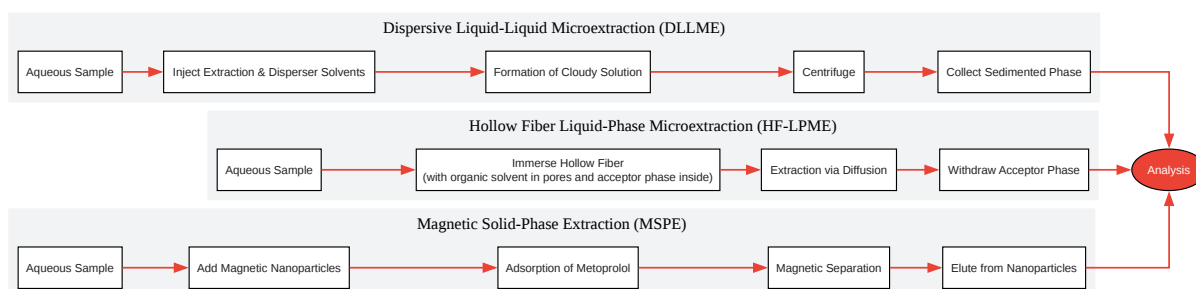 Dispersive Liquid-Liquid Microextraction (DLLME)
Aqueous Sample
Inject Extraction & Disperser Solvents
Formation of Cloudy Solution
Centrifuge
Collect Sedimented Phase
Hollow Fiber Liquid-Phase Microextraction (HF-LPME)
Aqueous Sample
Immerse Hollow Fiber
(with organic solvent in pores and acceptor phase inside)
Extraction via Diffusion
Withdraw Acceptor Phase
Analysis
Magnetic Solid-Phase Extraction (MSPE)
Aqueous Sample
Add Magnetic Nanoparticles
Adsorption of Metoprolol
Magnetic Separation
Elute from Nanoparticles